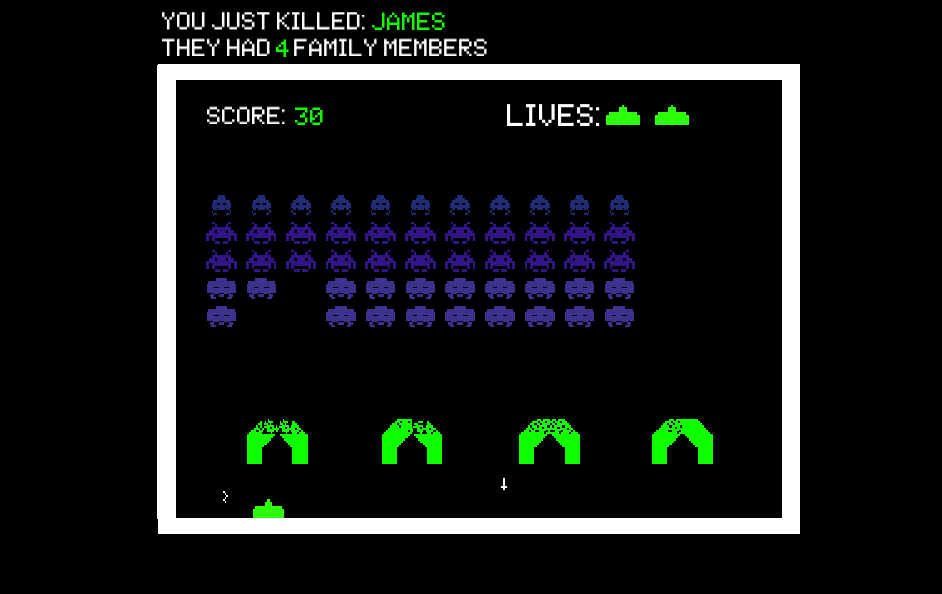 YOU JUST KILLED: JAMES
THEY HAD 4 FAMILY MEMBERS
SCORE: 30
LIVES: